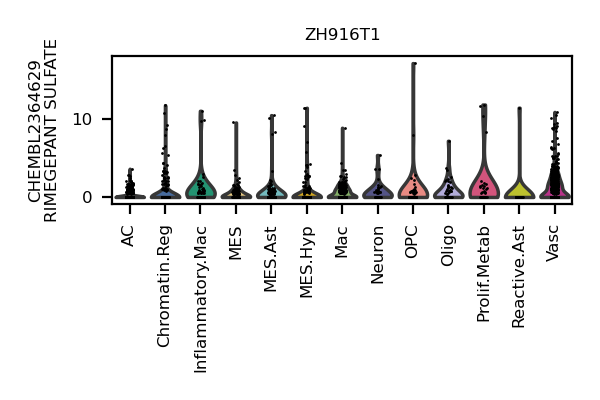 ZH916T1
CHEMBL2364629
RIMEGEPANT SULFATE
10
0
AC
Chromatin.Reg
Inflammatory.Mac
MES
MES.Ast
MES.Hyp
Mac
Neuron
OPC
Oligo
Prolif.Metab
Reactive.Ast
Vasc